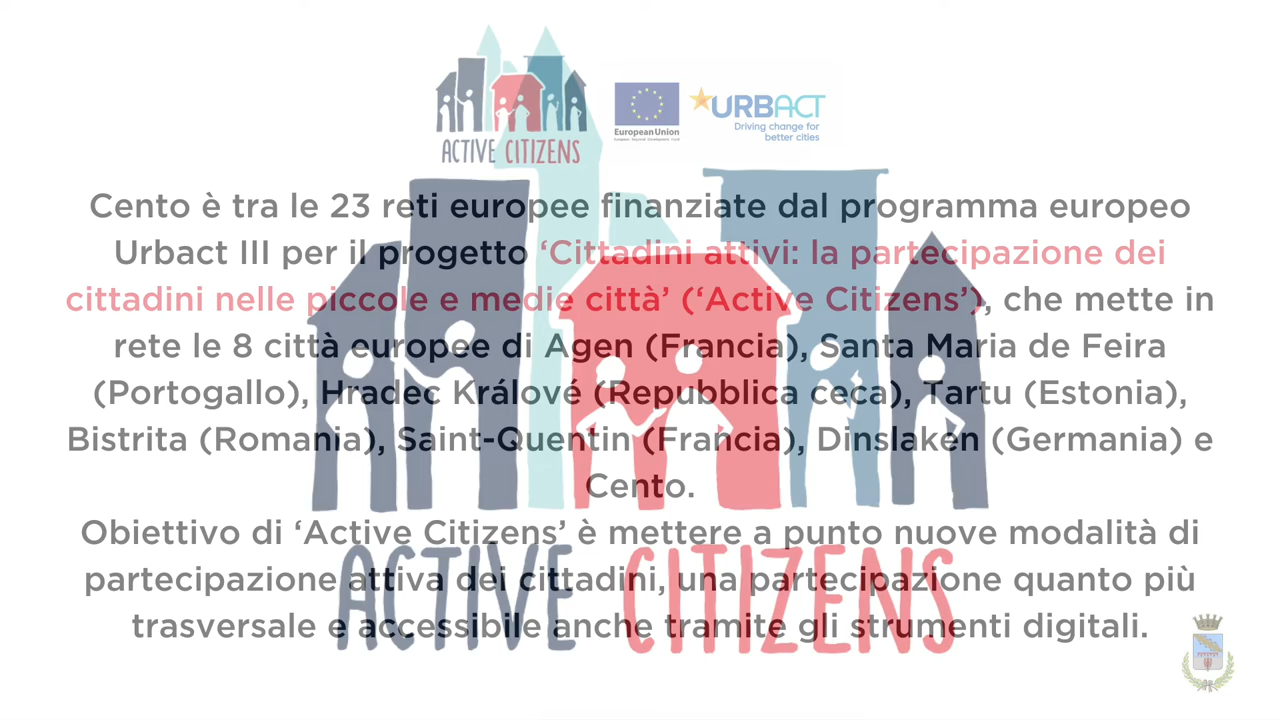 ACTIVE CITIZENS
European Union
URBACT
Driving change for
better cities
Cento è tra le 23 reti europee finanziate dal programma europeo
Urbact III per il progetto ‘Cittadini attivi: la partecipazione dei
cittadini nelle piccole e medie città’ (‘Active Citizens’), che mette in
rete le 8 città europee di Agen (Francia), Santa Maria de Feira
(Portogallo), Hradec Králové (Repubblica ceca), Tartu (Estonia),
Bistrita (Romania), Saint-Quentin (Francia), Dinslaken (Germania) e
Cento.
Obiettivo di ‘Active Citizens’ è mettere a punto nuove modalità di
partecipazione attiva dei cittadini, una partecipazione quanto più
trasversale e accessibile anche tramite gli strumenti digitali.
ACTIVE CITIZENS